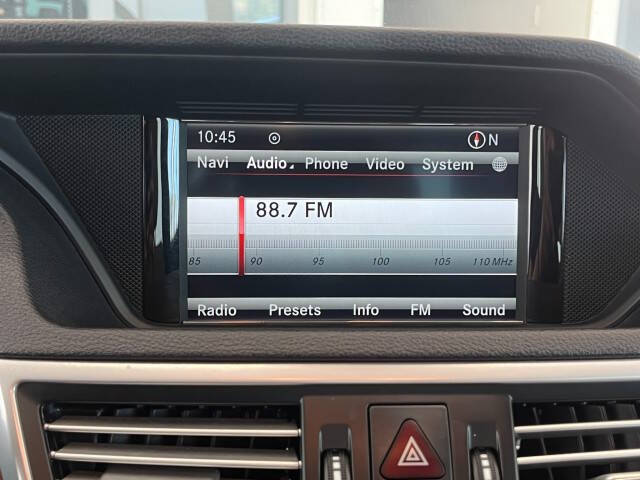 10:45 N
Navi Audio Phone Video System
88.7 FM
85 90 95 100 105 110 MHz
Radio Presets Info FM Sound